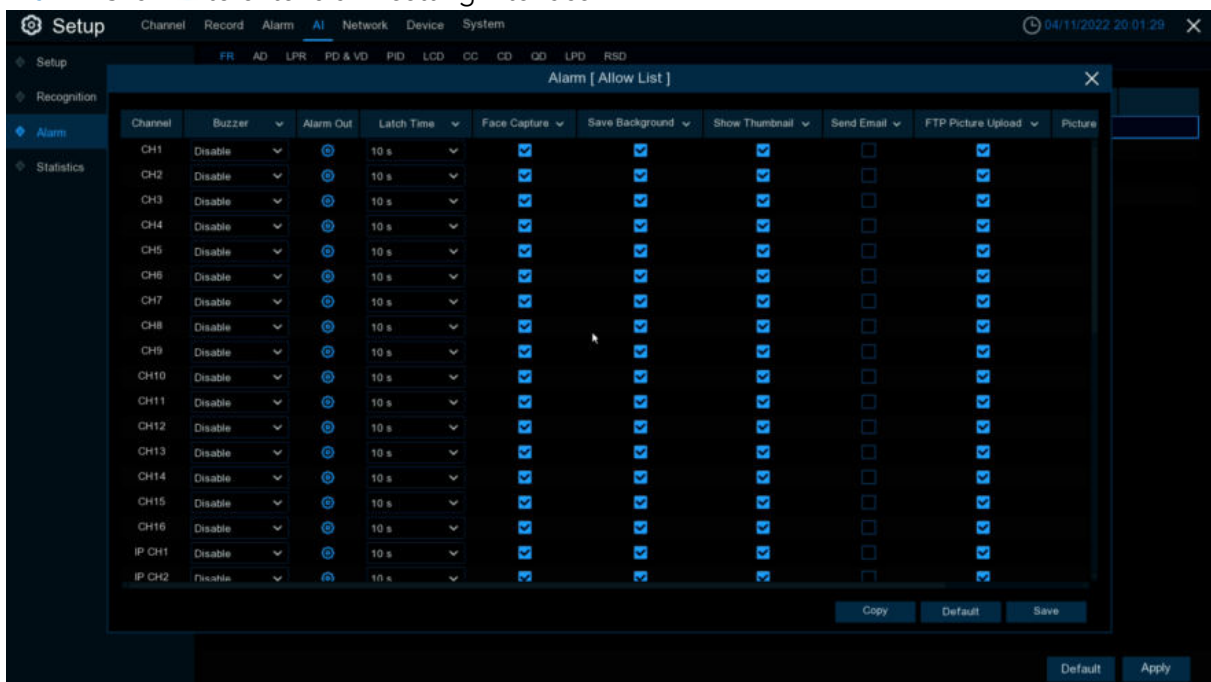 Setup Channel Record Alarm AI Network Device System 04/11/2022 20:01:29
Setup FR AD LPR PD & VD PID LCD CC CD QD LPD RSD
Alarm [ Allow List ]
Recognition
Channel Buzzer Alarm Out Latch Time Face Capture Save Background Show Thumbnail Send Email FTP Picture Upload Picture
Alarm
CH1 Disable 10 s
Statistics
CH2 Disable 10 s
CH3 Disable 10 s
CH4 Disable 10 s
CH5 Disable 10 s
CH6 Disable 10 s
CH7 Disable 10 s
CH8 Disable 10 s
CH9 Disable 10 s
CH10 Disable 10 s
CH11 Disable 10 s
CH12 Disable 10 s
CH13 Disable 10 s
CH14 Disable 10 s
CH15 Disable 10 s
CH16 Disable 10 s
IP CH1 Disable 10 s
IP CH2 Disable 10 s
Copy Default Save
Default Apply